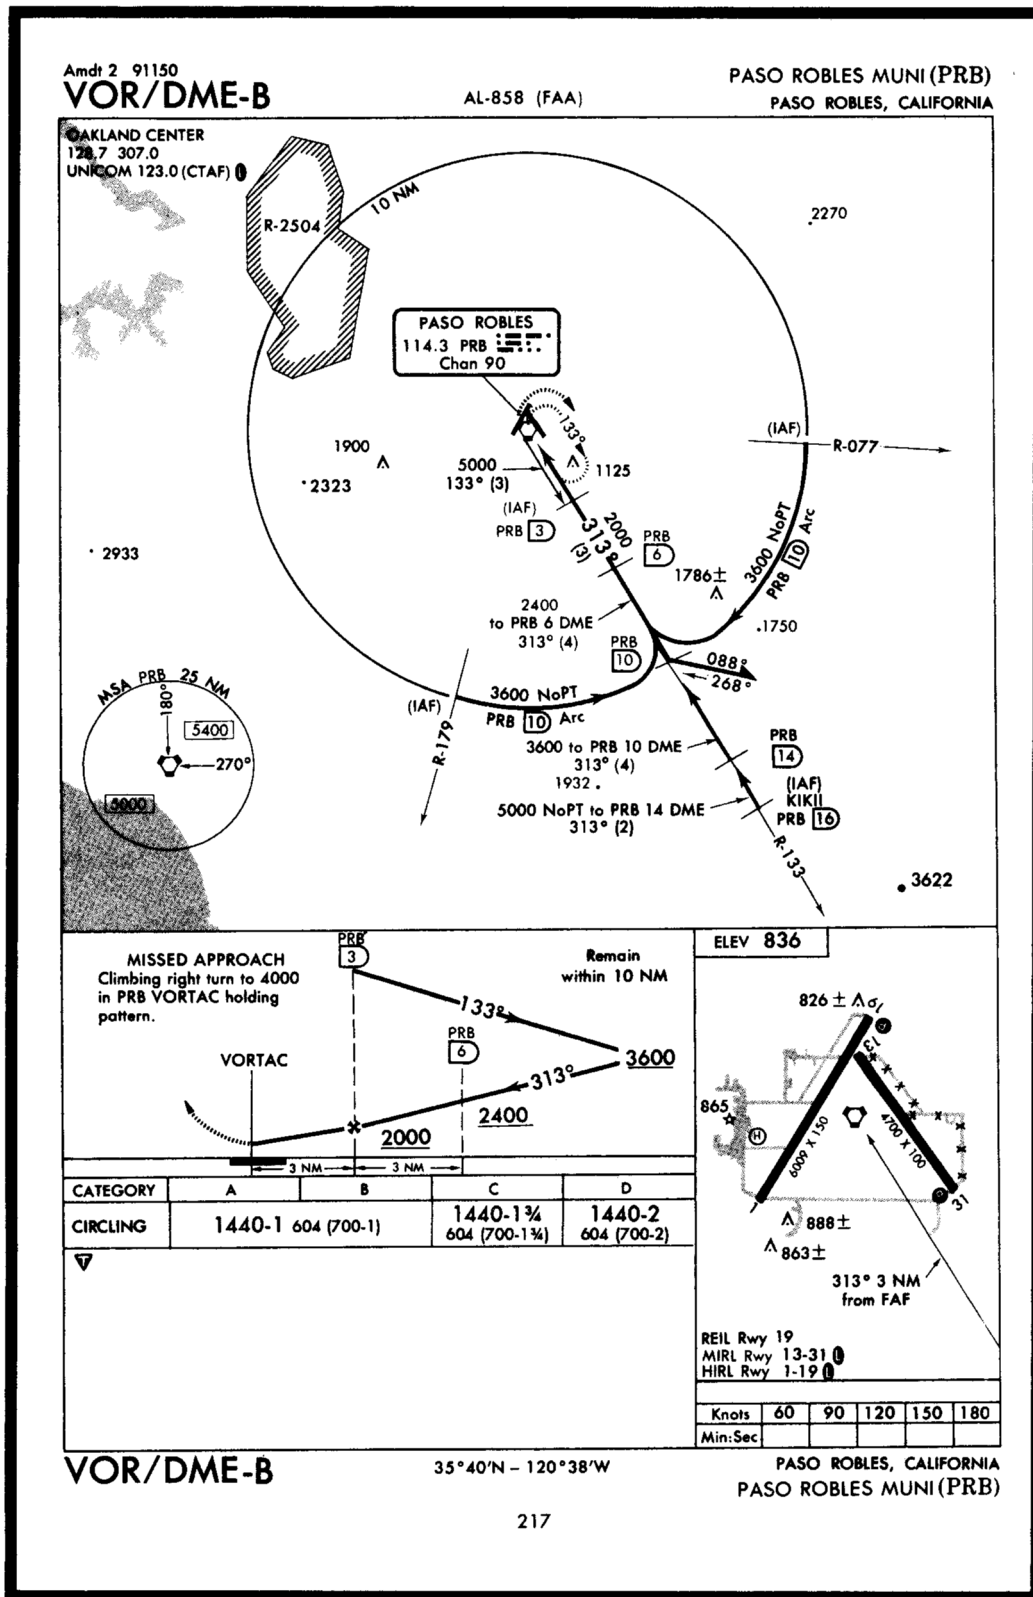 Amdt 2 91150
VOR/DME-B
AL-858 (FAA)
PASO ROBLES MUNI (PRB)
PASO ROBLES, CALIFORNIA
OAKLAND CENTER
128.7 307.0
UNICOM 123.0 (CTAF) L
R-2504
10 NM
2270
PASO ROBLES
114.3 PRB
Chan 90
133°
1900
2323
2933
5000
133° (3)
1125
(IAF)
PRB 3
2000
313°
(3)
PRB
6
(IAF)
R-077
3600 NoPT
PRB 10 Arc
1786±
1750
2400
to PRB 6 DME
313° (4)
PRB
10
088°
268°
(IAF)
3600 NoPT
PRB 10 Arc
R-179
3600 to PRB 10 DME
313° (4)
1932
5000 NoPT to PRB 14 DME
313° (2)
PRB
14
(IAF)
KIKII
PRB 16
R-133
3622
MSA PRB 25 NM
180°
5400
270°
5000
MISSED APPROACH
Climbing right turn to 4000
in PRB VORTAC holding
pattern.
PRB
3
Remain
within 10 NM
133°
PRB
6
VORTAC
3600
313°
2400
2000
3 NM
3 NM
CATEGORY A B C D
CIRCLING 1440-1 604 (700-1) 1440-1¾ 604 (700-1¾) 1440-2 604 (700-2)
T
ELEV 836
826 ±
19
13
865
H
6009 X 150
4700 X 100
1
31
888±
863±
313° 3 NM
from FAF
REIL Rwy 19
MIRL Rwy 13-31 L
HIRL Rwy 1-19 L
Knots 60 90 120 150 180
Min:Sec
VOR/DME-B
35°40'N – 120°38'W
PASO ROBLES, CALIFORNIA
PASO ROBLES MUNI (PRB)
217